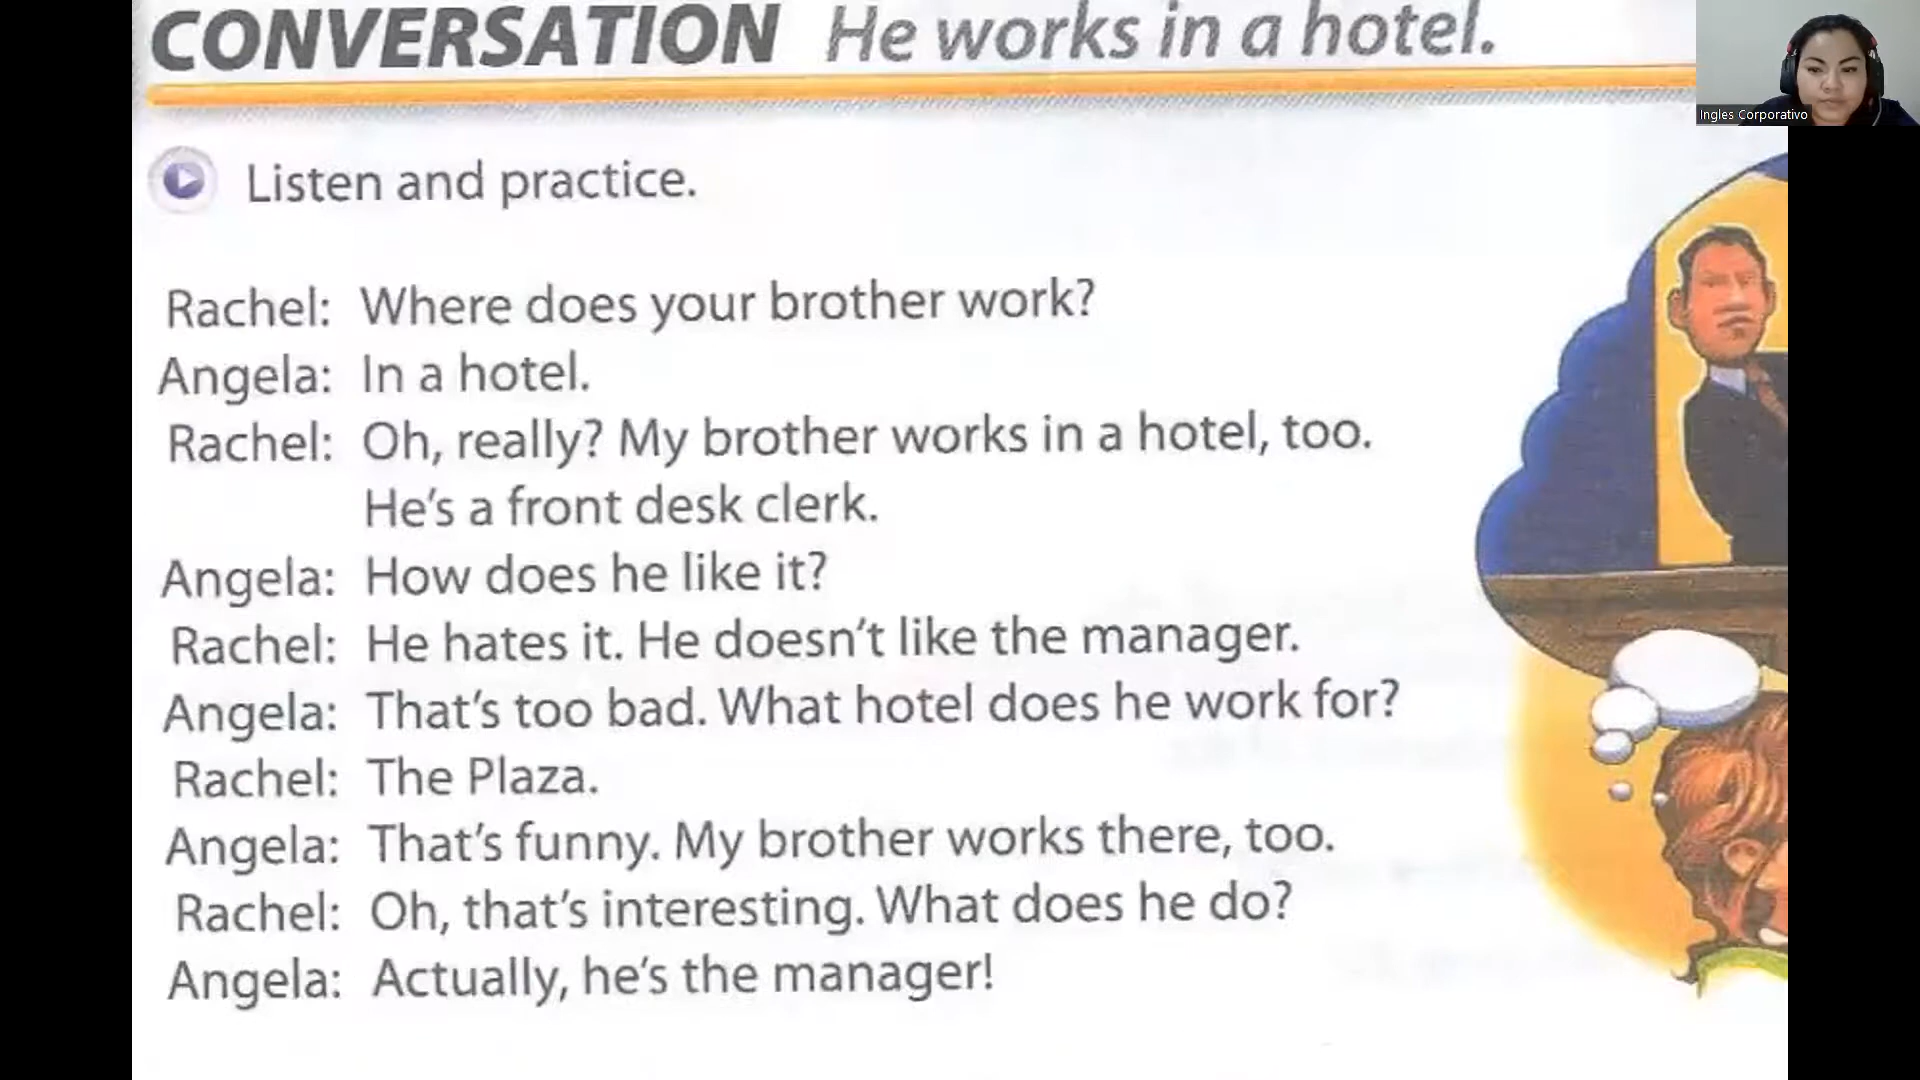 CONVERSATION He works in a hotel.
Ingles Corporativo
Listen and practice.
Rachel: Where does your brother work?
Angela: In a hotel.
Rachel: Oh, really? My brother works in a hotel, too.
He's a front desk clerk.
Angela: How does he like it?
Rachel: He hates it. He doesn't like the manager.
Angela: That's too bad. What hotel does he work for?
Rachel: The Plaza.
Angela: That's funny. My brother works there, too.
Rachel: Oh, that's interesting. What does he do?
Angela: Actually, he's the manager!